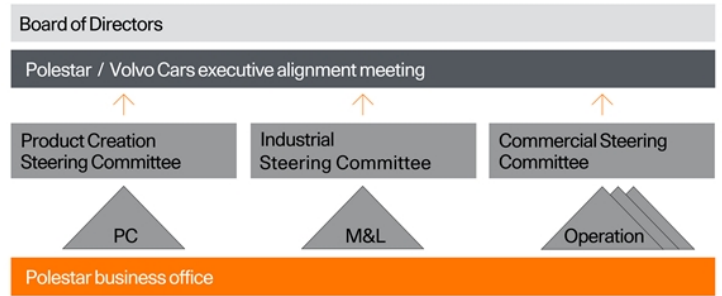 Board of Directors
Polestar / Volvo Cars executive alignment meeting
Product Creation
Steering Committee
Industrial
Steering Committee
Commercial Steering
Committee
PC
M&L
Operation
Polestar business office